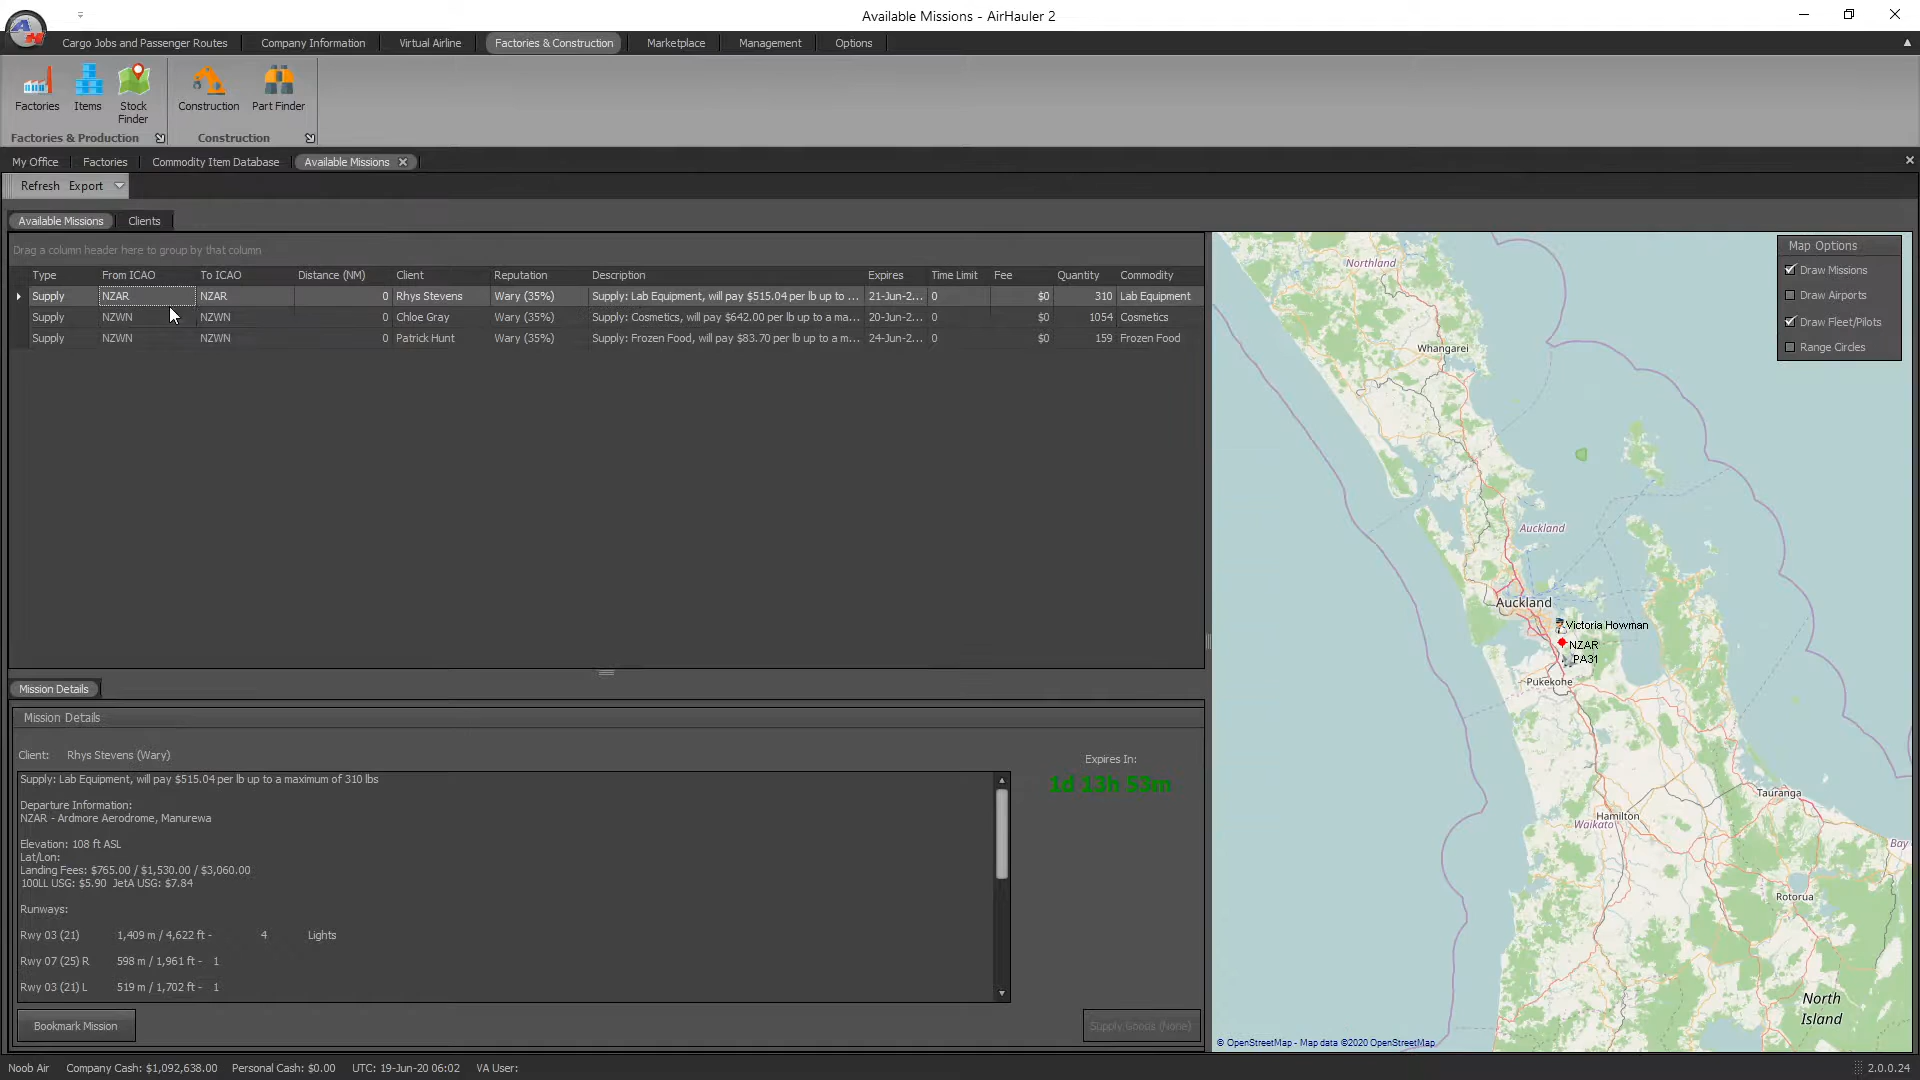 Available Missions - AirHauler 2
Cargo Jobs and Passenger Routes Company Information Virtual Airline Factories & Construction Marketplace Management Options
Factories Items Stock Finder Construction Part Finder
Factories & Production Construction
My Office Factories Commodity Item Database Available Missions
Refresh Export
Available Missions Clients
Drag a column header here to group by that column
Type From ICAO To ICAO Distance (NM) Client Reputation Description Expires Time Limit Fee Quantity Commodity
Supply NZAR NZAR 0 Rhys Stevens Wary (35%) Supply: Lab Equipment, will pay $515.04 per lb up to ... 21-Jun-2... 0 $0 310 Lab Equipment
Supply NZWN NZWN 0 Chloe Gray Wary (35%) Supply: Cosmetics, will pay $642.00 per lb up to a ma... 20-Jun-2... 0 $0 1054 Cosmetics
Supply NZWN NZWN 0 Patrick Hunt Wary (35%) Supply: Frozen Food, will pay $83.70 per lb up to a m... 24-Jun-2... 0 $0 159 Frozen Food
Mission Details
Mission Details
Client: Rhys Stevens (Wary)
Supply: Lab Equipment, will pay $515.04 per lb up to a maximum of 310 lbs
Departure Information:
NZAR - Ardmore Aerodrome, Manurewa
Elevation: 108 ft ASL
Lat/Lon:
Landing Fees: $765.00 / $1,530.00 / $3,060.00
100LL USG: $5.90 JetA USG: $7.84
Runways:
Rwy 03 (21) 1,409 m / 4,622 ft - 4 Lights
Rwy 07 (25) R 598 m / 1,961 ft - 1
Rwy 03 (21) L 519 m / 1,702 ft - 1
Expires In:
1d 13h 53m
Bookmark Mission
Supply Goods (None)
Map Options
Draw Missions
Draw Airports
Draw Fleet/Pilots
Range Circles
Northland
Whangarei
Auckland
Auckland
Victoria Howman
NZAR
PA31
Pukekohe
Tauranga
Hamilton
Waikato
Bay
Rotorua
North
Island
© OpenStreetMap - Map data ©2020 OpenStreetMap
Noob Air Company Cash: $1,092,638.00 Personal Cash: $0.00 UTC: 19-Jun-20 06:02 VA User: 2.0.0.24